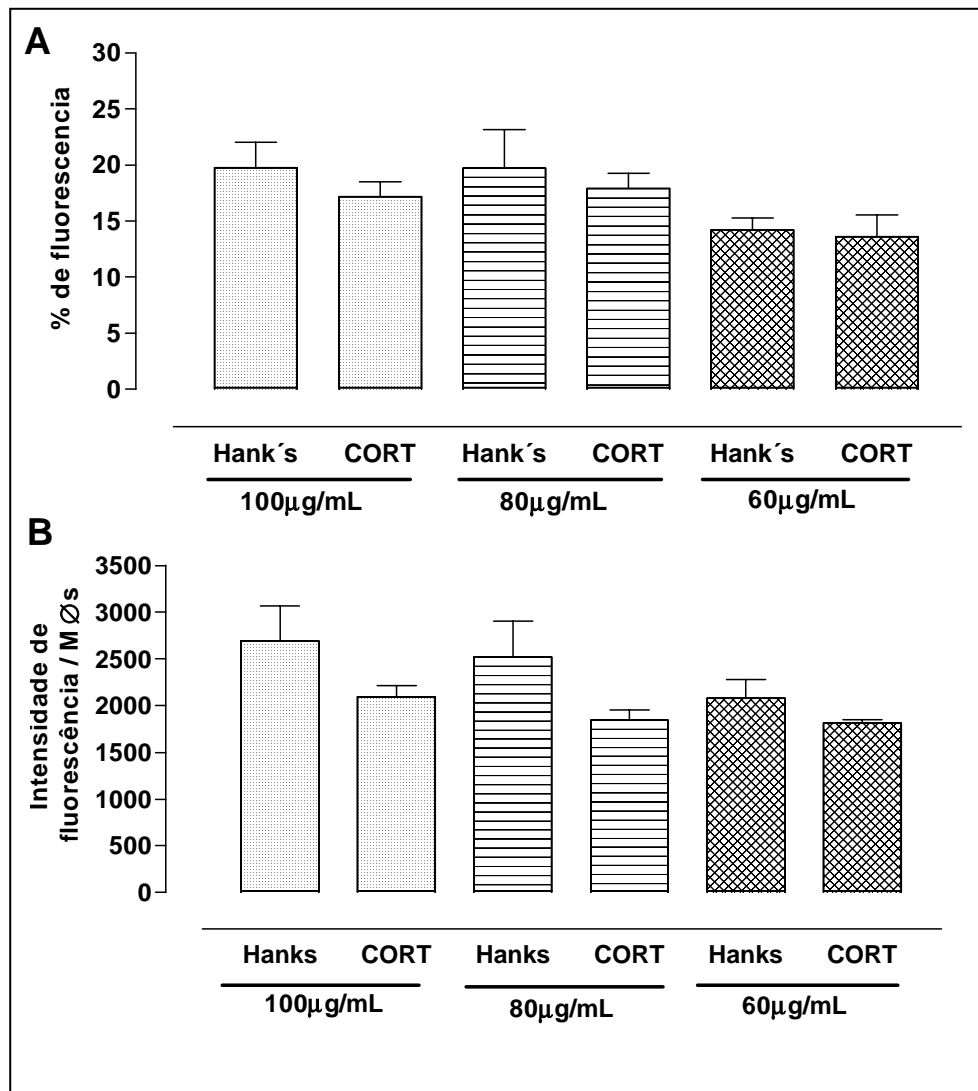 A
% de fluorescencia
30
25
20
15
10
5
0
Hank´s CORT Hank´s CORT Hank´s CORT
100µg/mL 80µg/mL 60µg/mL
B
Intensidade de
fluorescência / MØs
3500
3000
2500
2000
1500
1000
500
0
Hanks CORT Hanks CORT Hanks CORT
100µg/mL 80µg/mL 60µg/mL